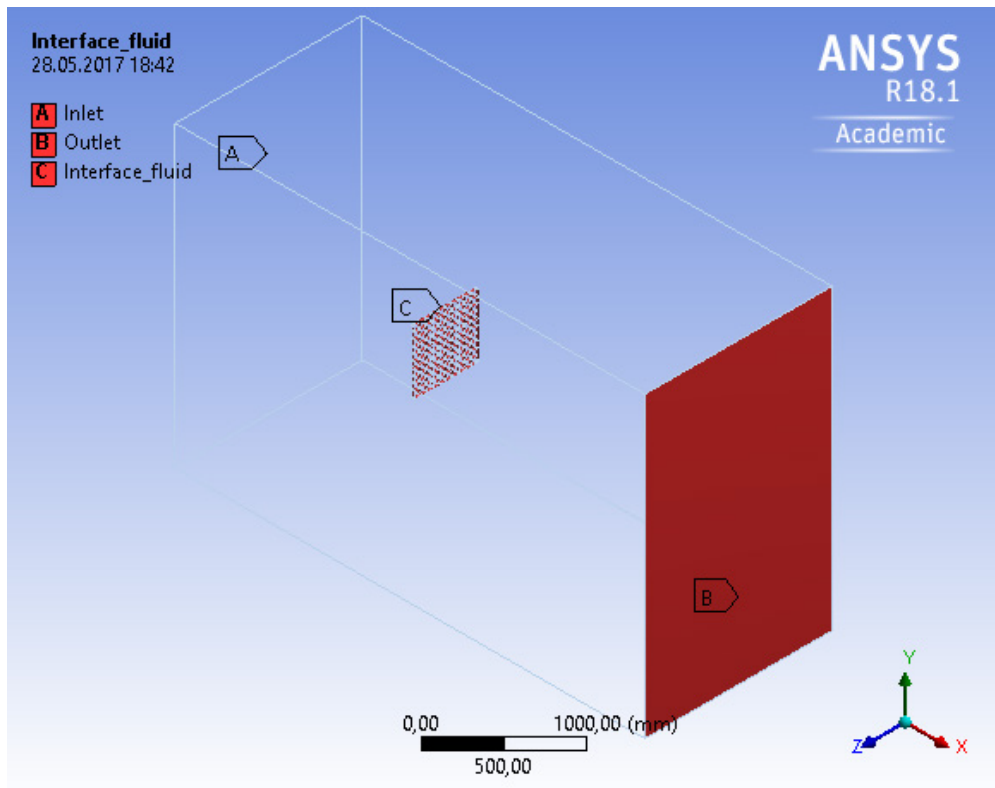 Interface_fluid
28.05.2017 18:42
A Inlet
B Outlet
C Interface_fluid
ANSYS
R18.1
Academic
A
C
B
0,00 1000,00 (mm)
500,00
Y
Z X